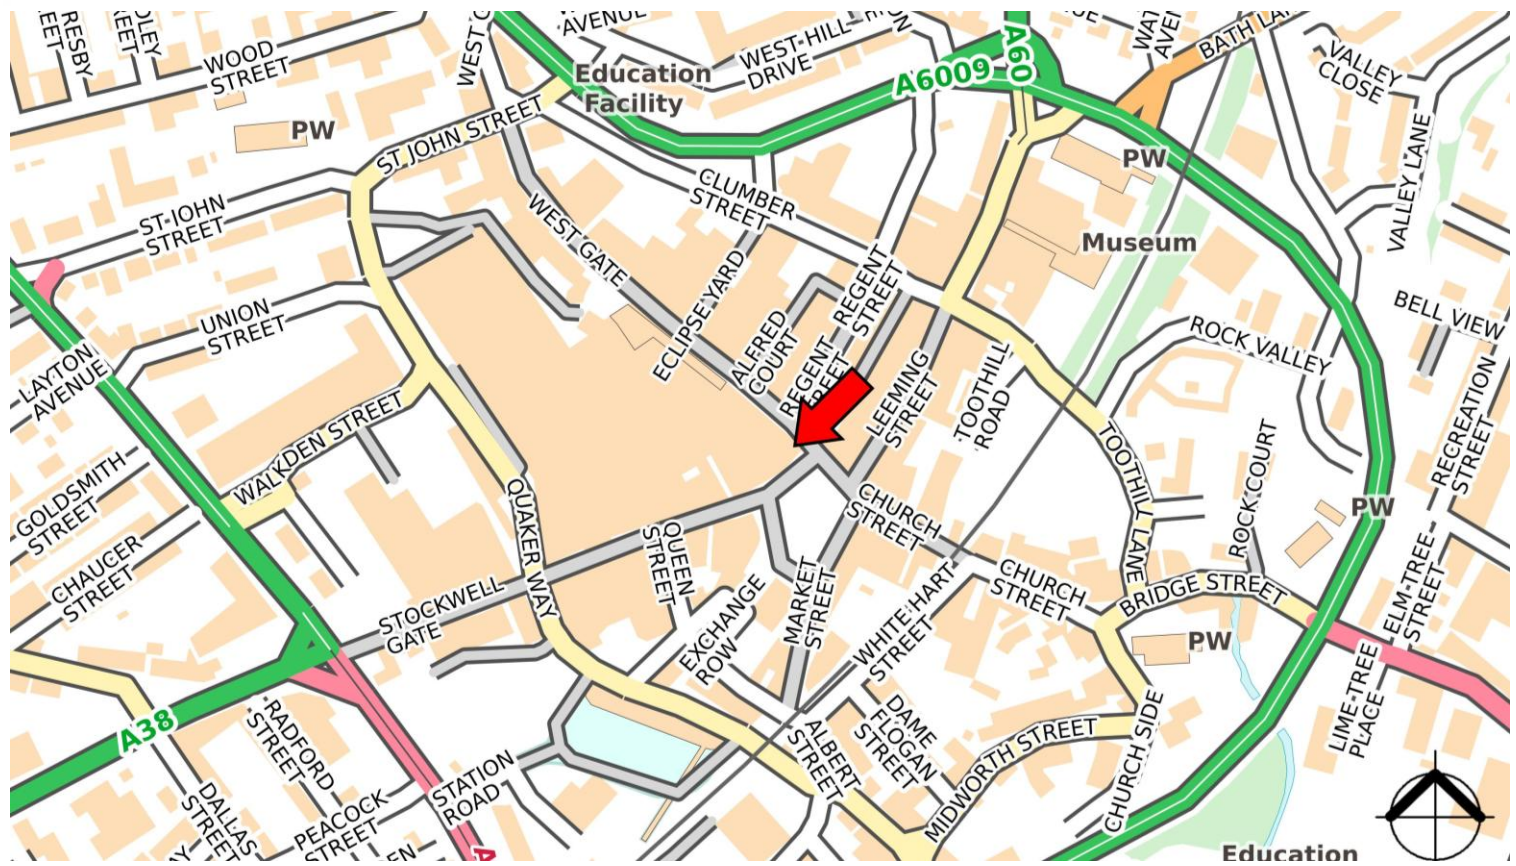 WOOD
STREET
PW
WEST
AVENUE
Education
Facility
WEST HILL
DRIVE
A6009
A60
BATH
VALLEY
CLOSE
VALLEY LANE
ST JOHN STREET
ST JOHN
STREET
CLUMBER
STREET
PW
Museum
WEST GATE
ECLIPSE YARD
REGENT
STREET
UNION
STREET
LAYTON
AVENUE
ALFRED
COURT
REGENT
LEEMING
STREET
TOOTHILL
ROAD
ROCK VALLEY
BELL VIEW
RECREATION
STREET
WALKDEN STREET
GOLDSMITH
STREET
CHAUCER
STREET
QUAKER WAY
QUEEN
STREET
CHURCH
STREET
TOOTHILL LANE
ROCK COURT
PW
STOCKWELL
GATE
EXCHANGE
ROW
MARKET
STREET
WHITE HART
STREET
CHURCH
STREET
BRIDGE STREET
PW
ELM TREE
STREET
LIME TREE
PLACE
A38
RADFORD
STREET
DALLAS
STREET
PEACOCK
STREET
STATION
ROAD
ALBERT
STREET
DAME
FLOGAN
STREET
MIDWORTH STREET
CHURCH SIDE
Education